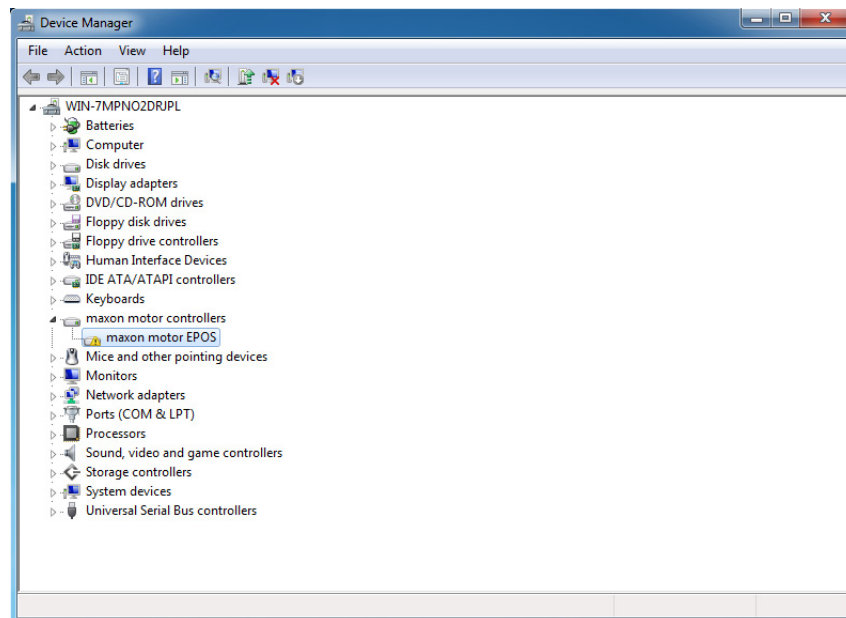 Device Manager
File Action View Help
WIN-7MPNO2DRJPL
Batteries
Computer
Disk drives
Display adapters
DVD/CD-ROM drives
Floppy disk drives
Floppy drive controllers
Human Interface Devices
IDE ATA/ATAPI controllers
Keyboards
maxon motor controllers
maxon motor EPOS
Mice and other pointing devices
Monitors
Network adapters
Ports (COM & LPT)
Processors
Sound, video and game controllers
Storage controllers
System devices
Universal Serial Bus controllers